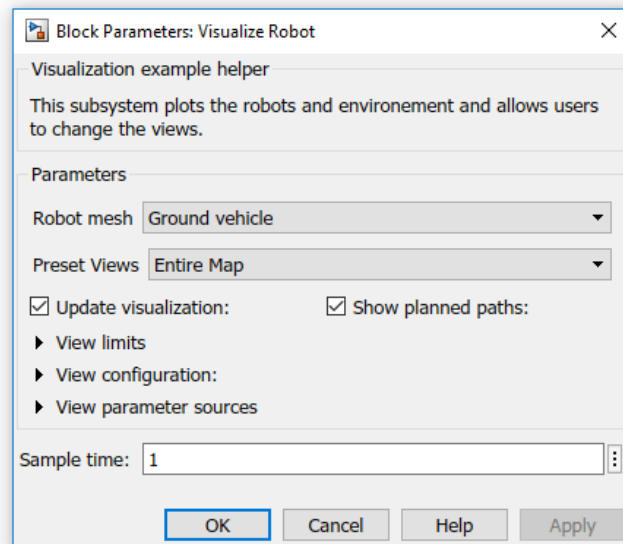 Block Parameters: Visualize Robot
Visualization example helper
This subsystem plots the robots and environement and allows users
to change the views.
Parameters
Robot mesh Ground vehicle
Preset Views Entire Map
Update visualization: Show planned paths:
View limits
View configuration:
View parameter sources
Sample time: 1
OK Cancel Help Apply